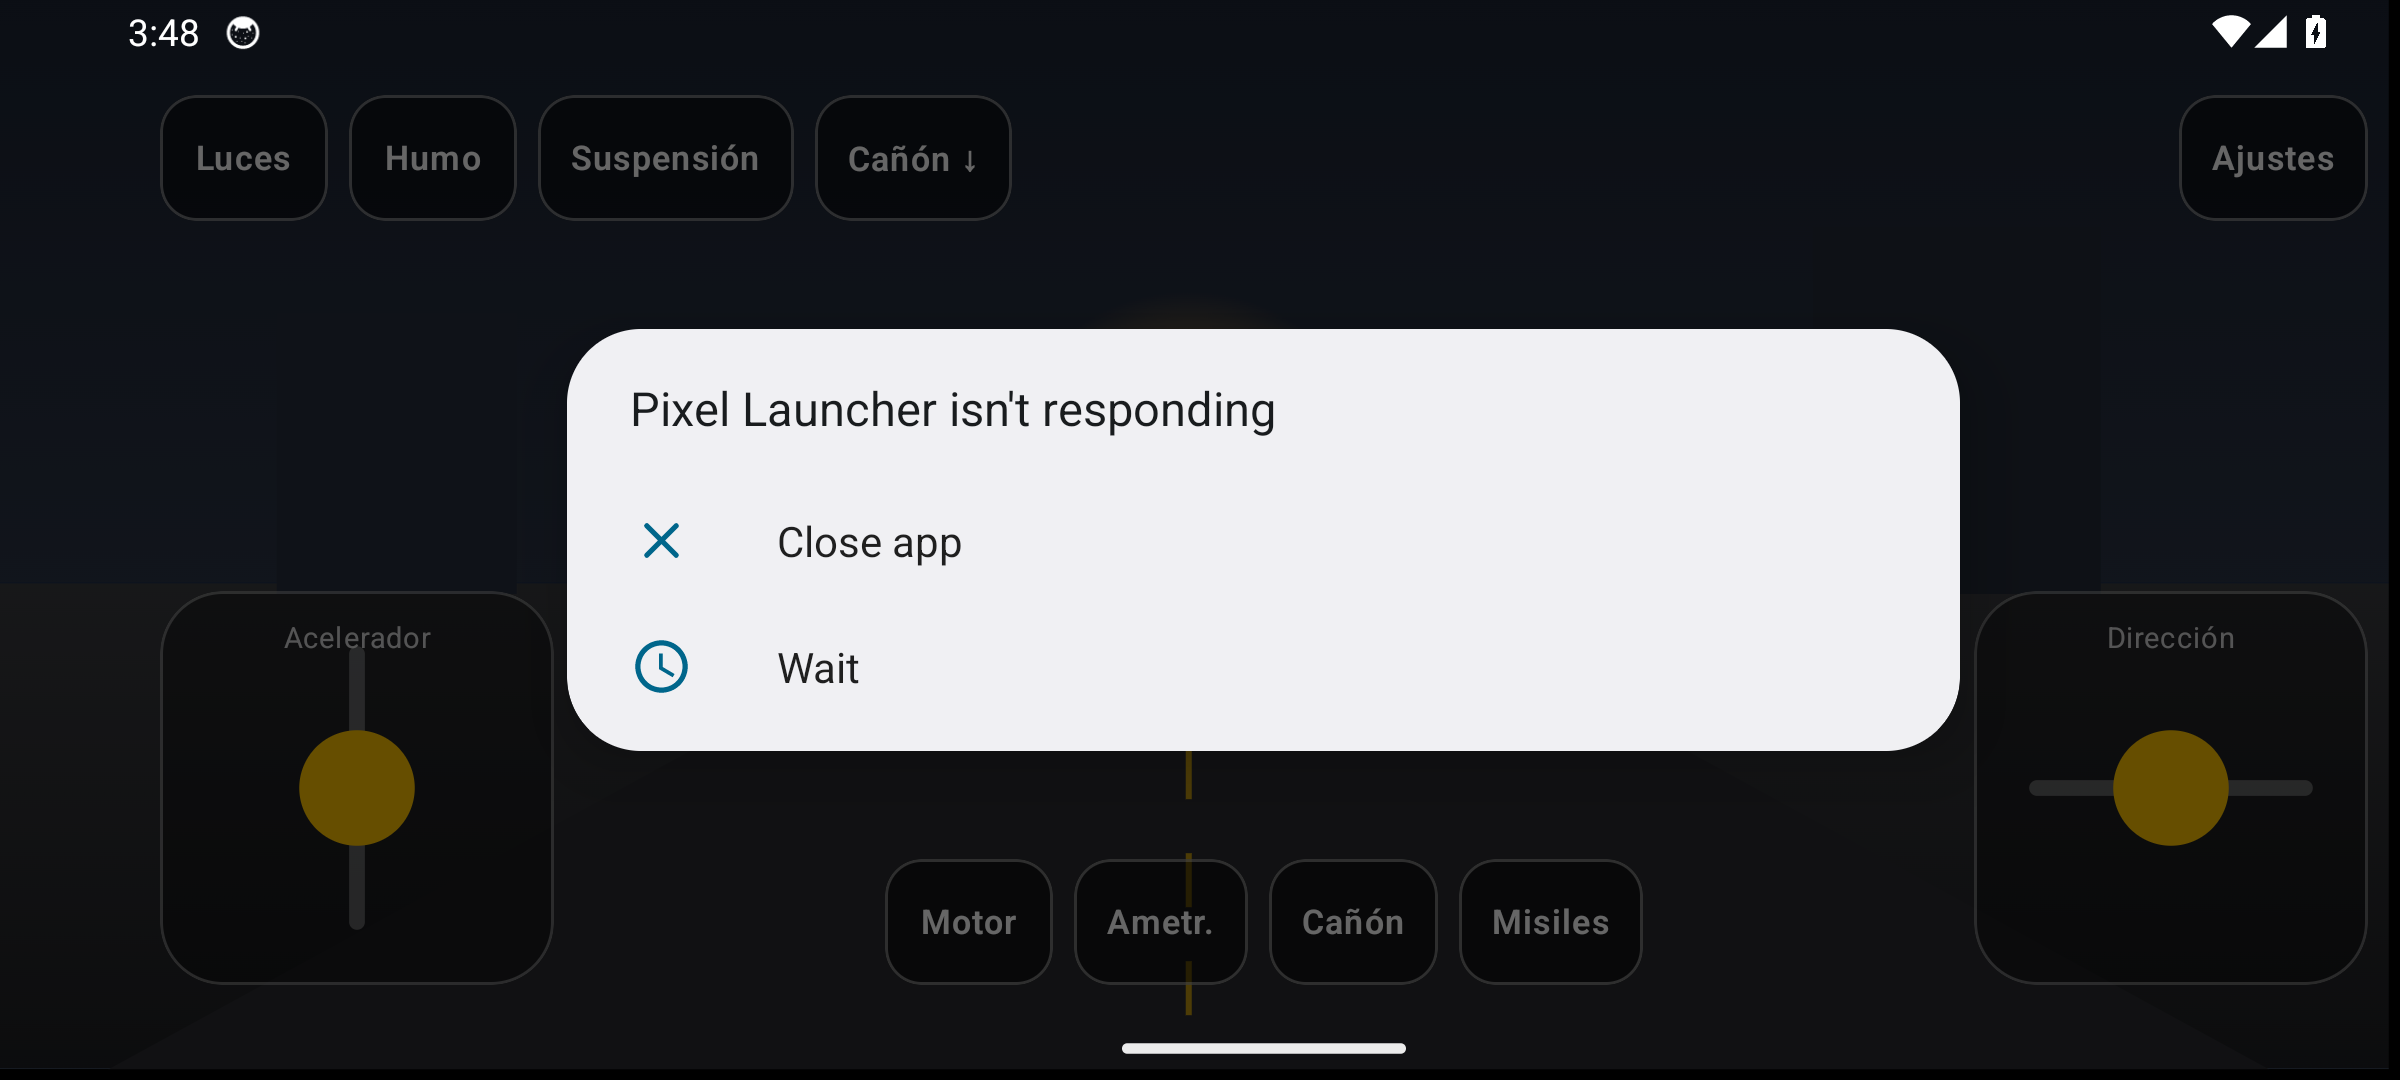 3:48
Luces
Humo
Suspensión
Cañón ↓
Ajustes
Pixel Launcher isn't responding
Close app
Wait
Acelerador
Dirección
Motor
Ametr.
Cañón
Misiles